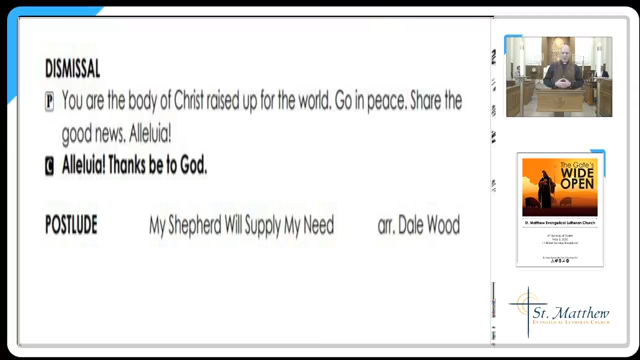 DISMISSAL
P You are the body of Christ raised up for the world. Go in peace. Share the
good news. Alleluia!
C Alleluia! Thanks be to God.
POSTLUDE My Shepherd Will Supply My Need arr. Dale Wood
The Gate's
WIDE
OPEN
St. Matthew Evangelical Lutheran Church
St. Matthew
EVANGELICAL LUTHERAN CHURCH